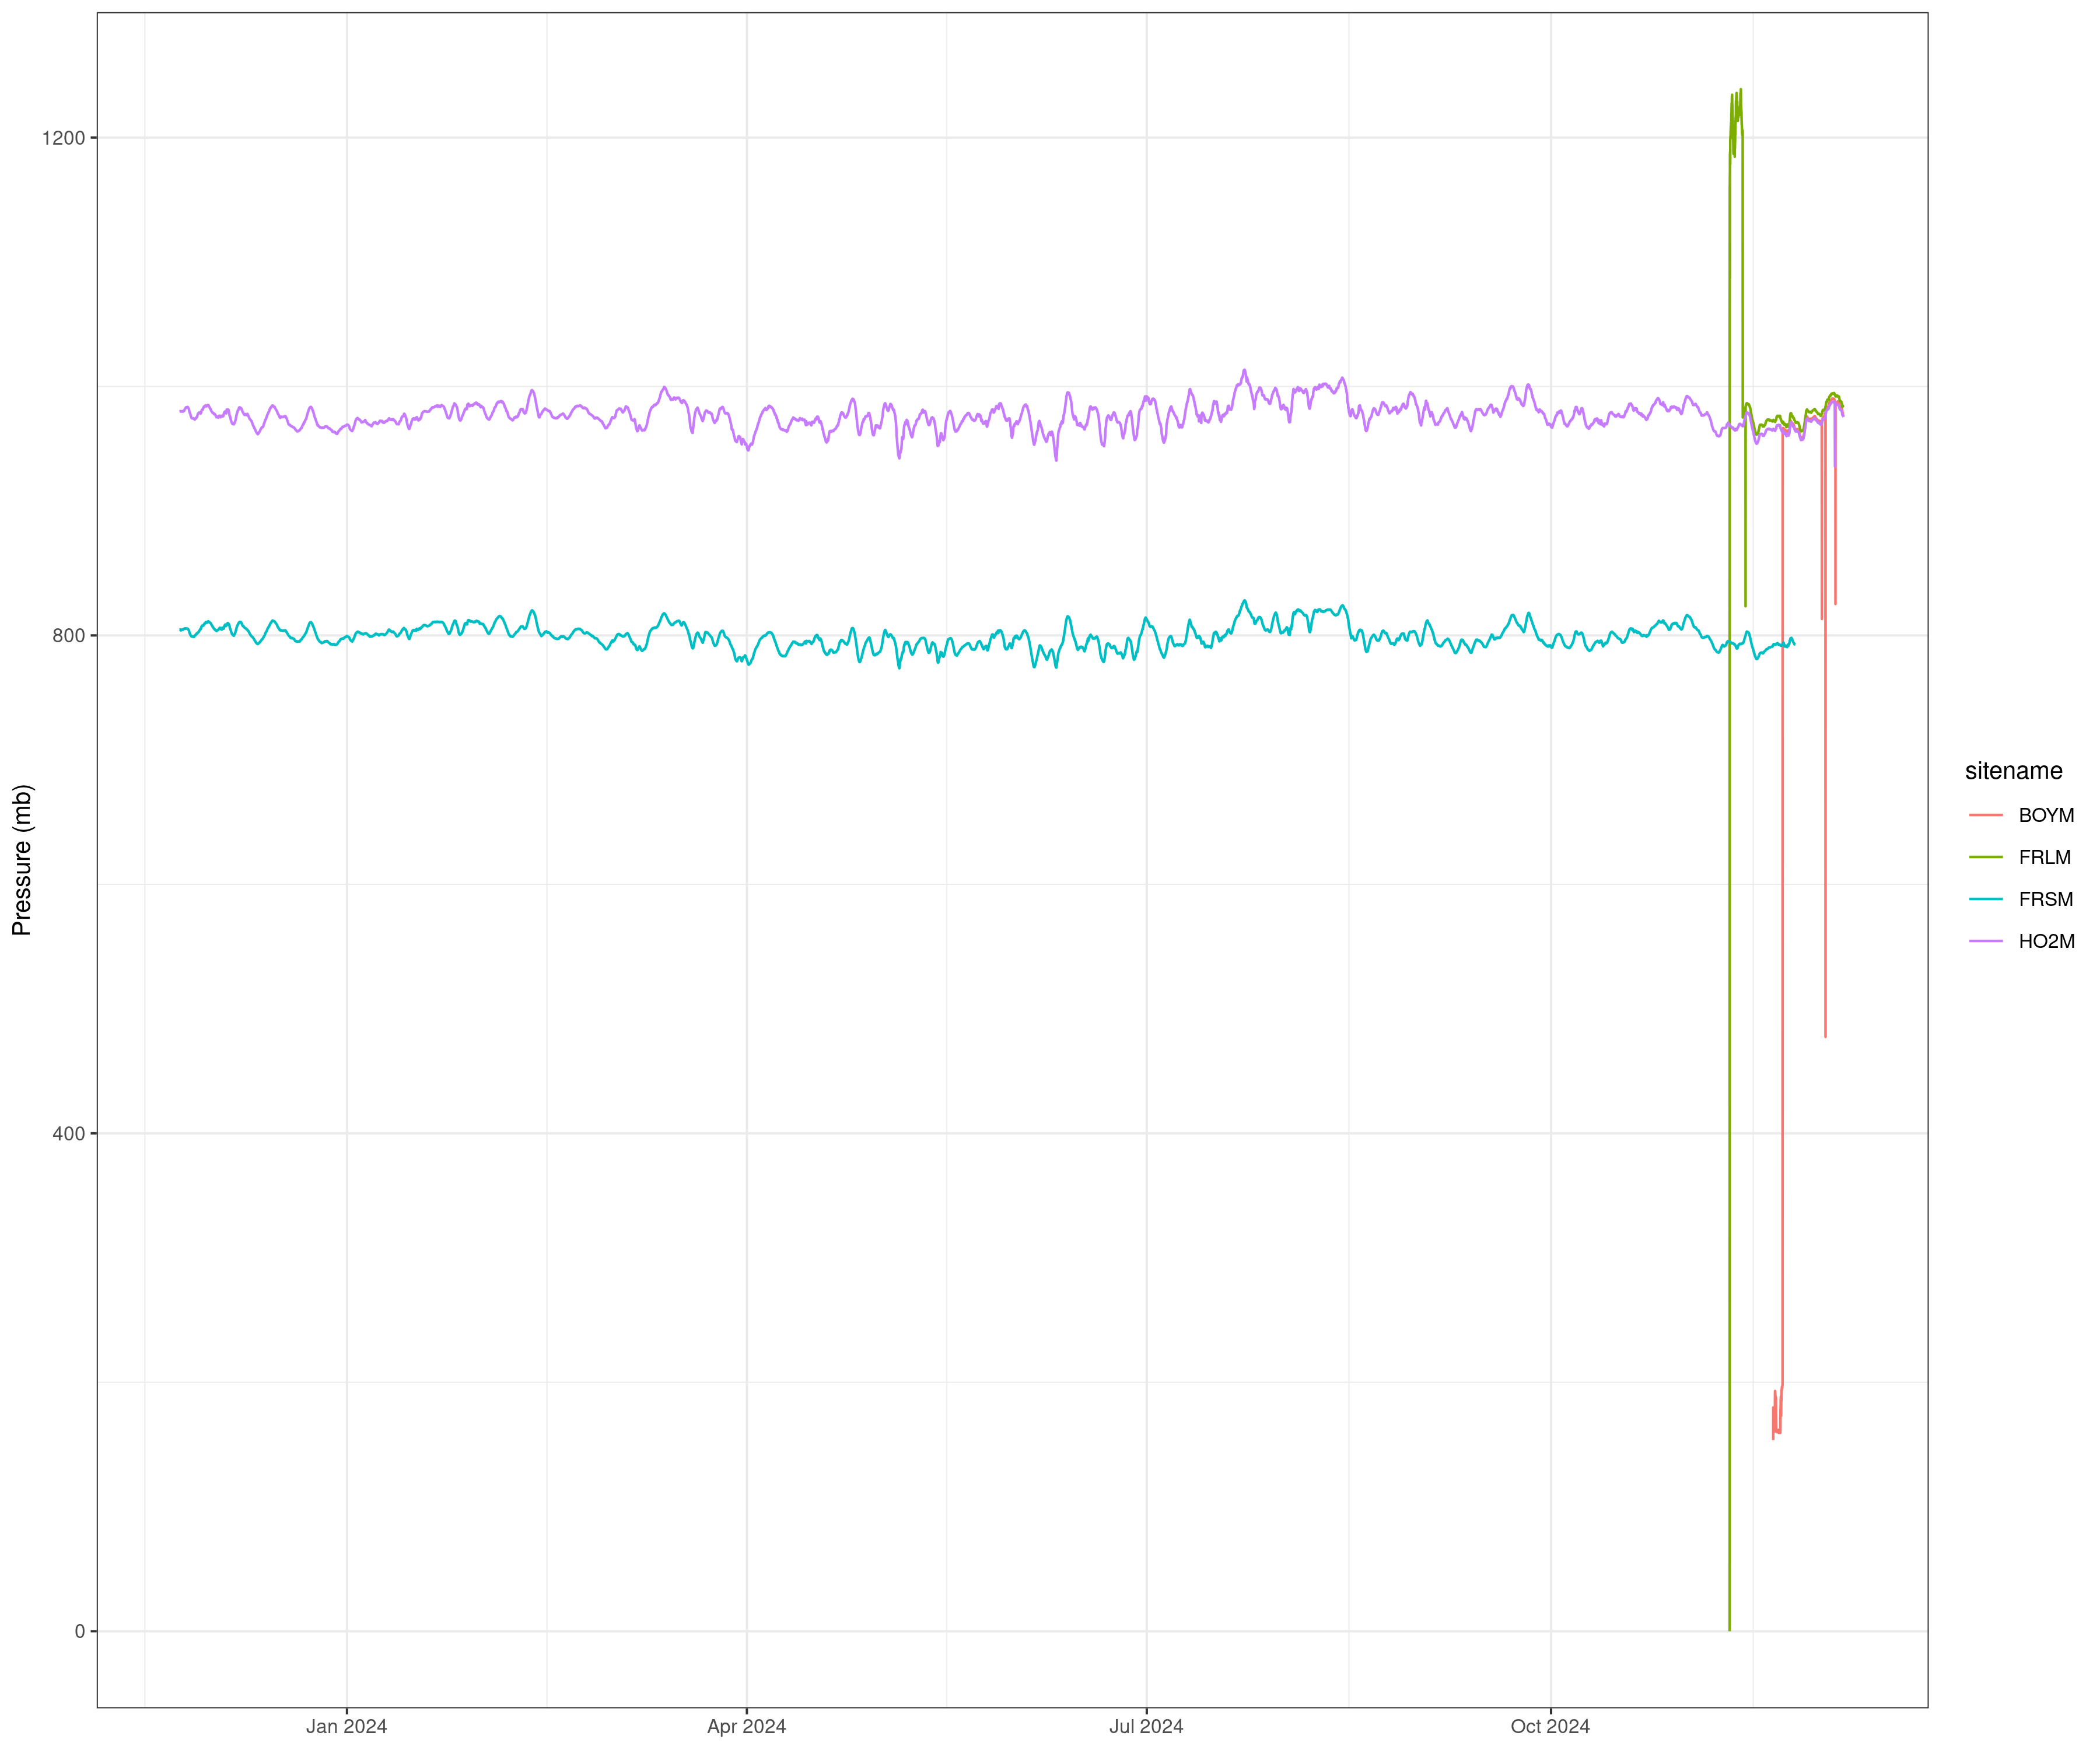 1200
800
400
0
Pressure (mb)
Jan 2024
Apr 2024
Jul 2024
Oct 2024
sitename
BOYM
FRLM
FRSM
HO2M